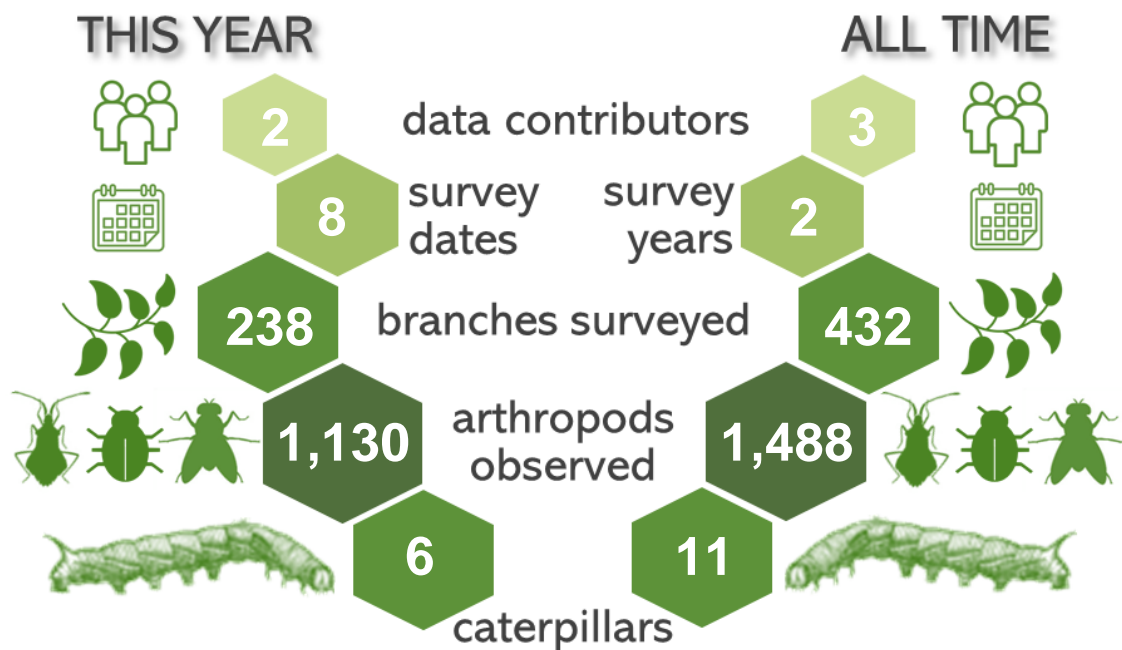 THIS YEAR
ALL TIME
2
data contributors
3
8
survey
dates
survey
years
2
238
branches surveyed
432
1,130
arthropods
observed
1,488
6
11
caterpillars